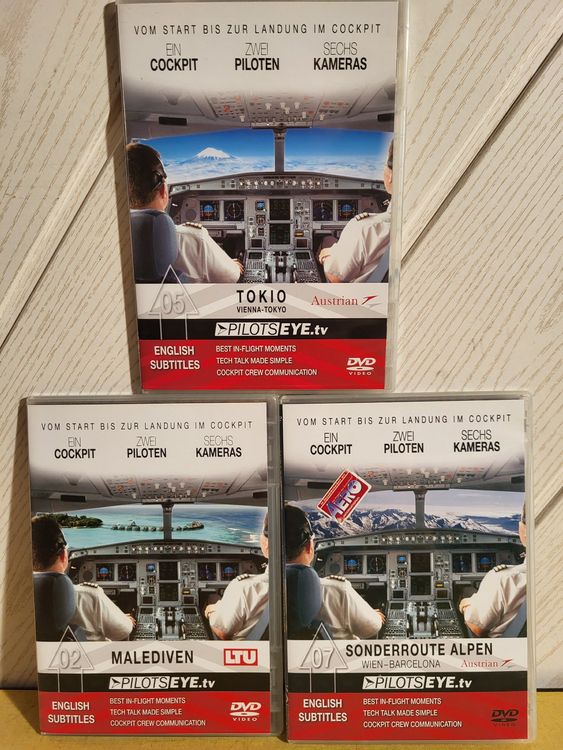 VOM START BIS ZUR LANDUNG IM COCKPIT
EIN COCKPIT
ZWEI PILOTEN
SECHS KAMERAS
05
TOKIO
VIENNA-TOKYO
Austrian
PILOTSEYE.tv
ENGLISH SUBTITLES
BEST IN-FLIGHT MOMENTS
TECH TALK MADE SIMPLE
COCKPIT CREW COMMUNICATION
DVD
VIDEO
VOM START BIS ZUR LANDUNG IM COCKPIT
EIN COCKPIT
ZWEI PILOTEN
SECHS KAMERAS
02
MALEDIVEN
LTU
PILOTSEYE.tv
ENGLISH SUBTITLES
BEST IN-FLIGHT MOMENTS
TECH TALK MADE SIMPLE
COCKPIT CREW COMMUNICATION
DVD
VIDEO
VOM START BIS ZUR LANDUNG IM COCKPIT
EIN COCKPIT
ZWEI PILOTEN
SECHS KAMERAS
AERO
07
SONDERROUTE ALPEN
WIEN–BARCELONA
Austrian
PILOTSEYE.tv
ENGLISH SUBTITLES
BEST IN-FLIGHT MOMENTS
TECH TALK MADE SIMPLE
COCKPIT CREW COMMUNICATION
DVD
VIDEO